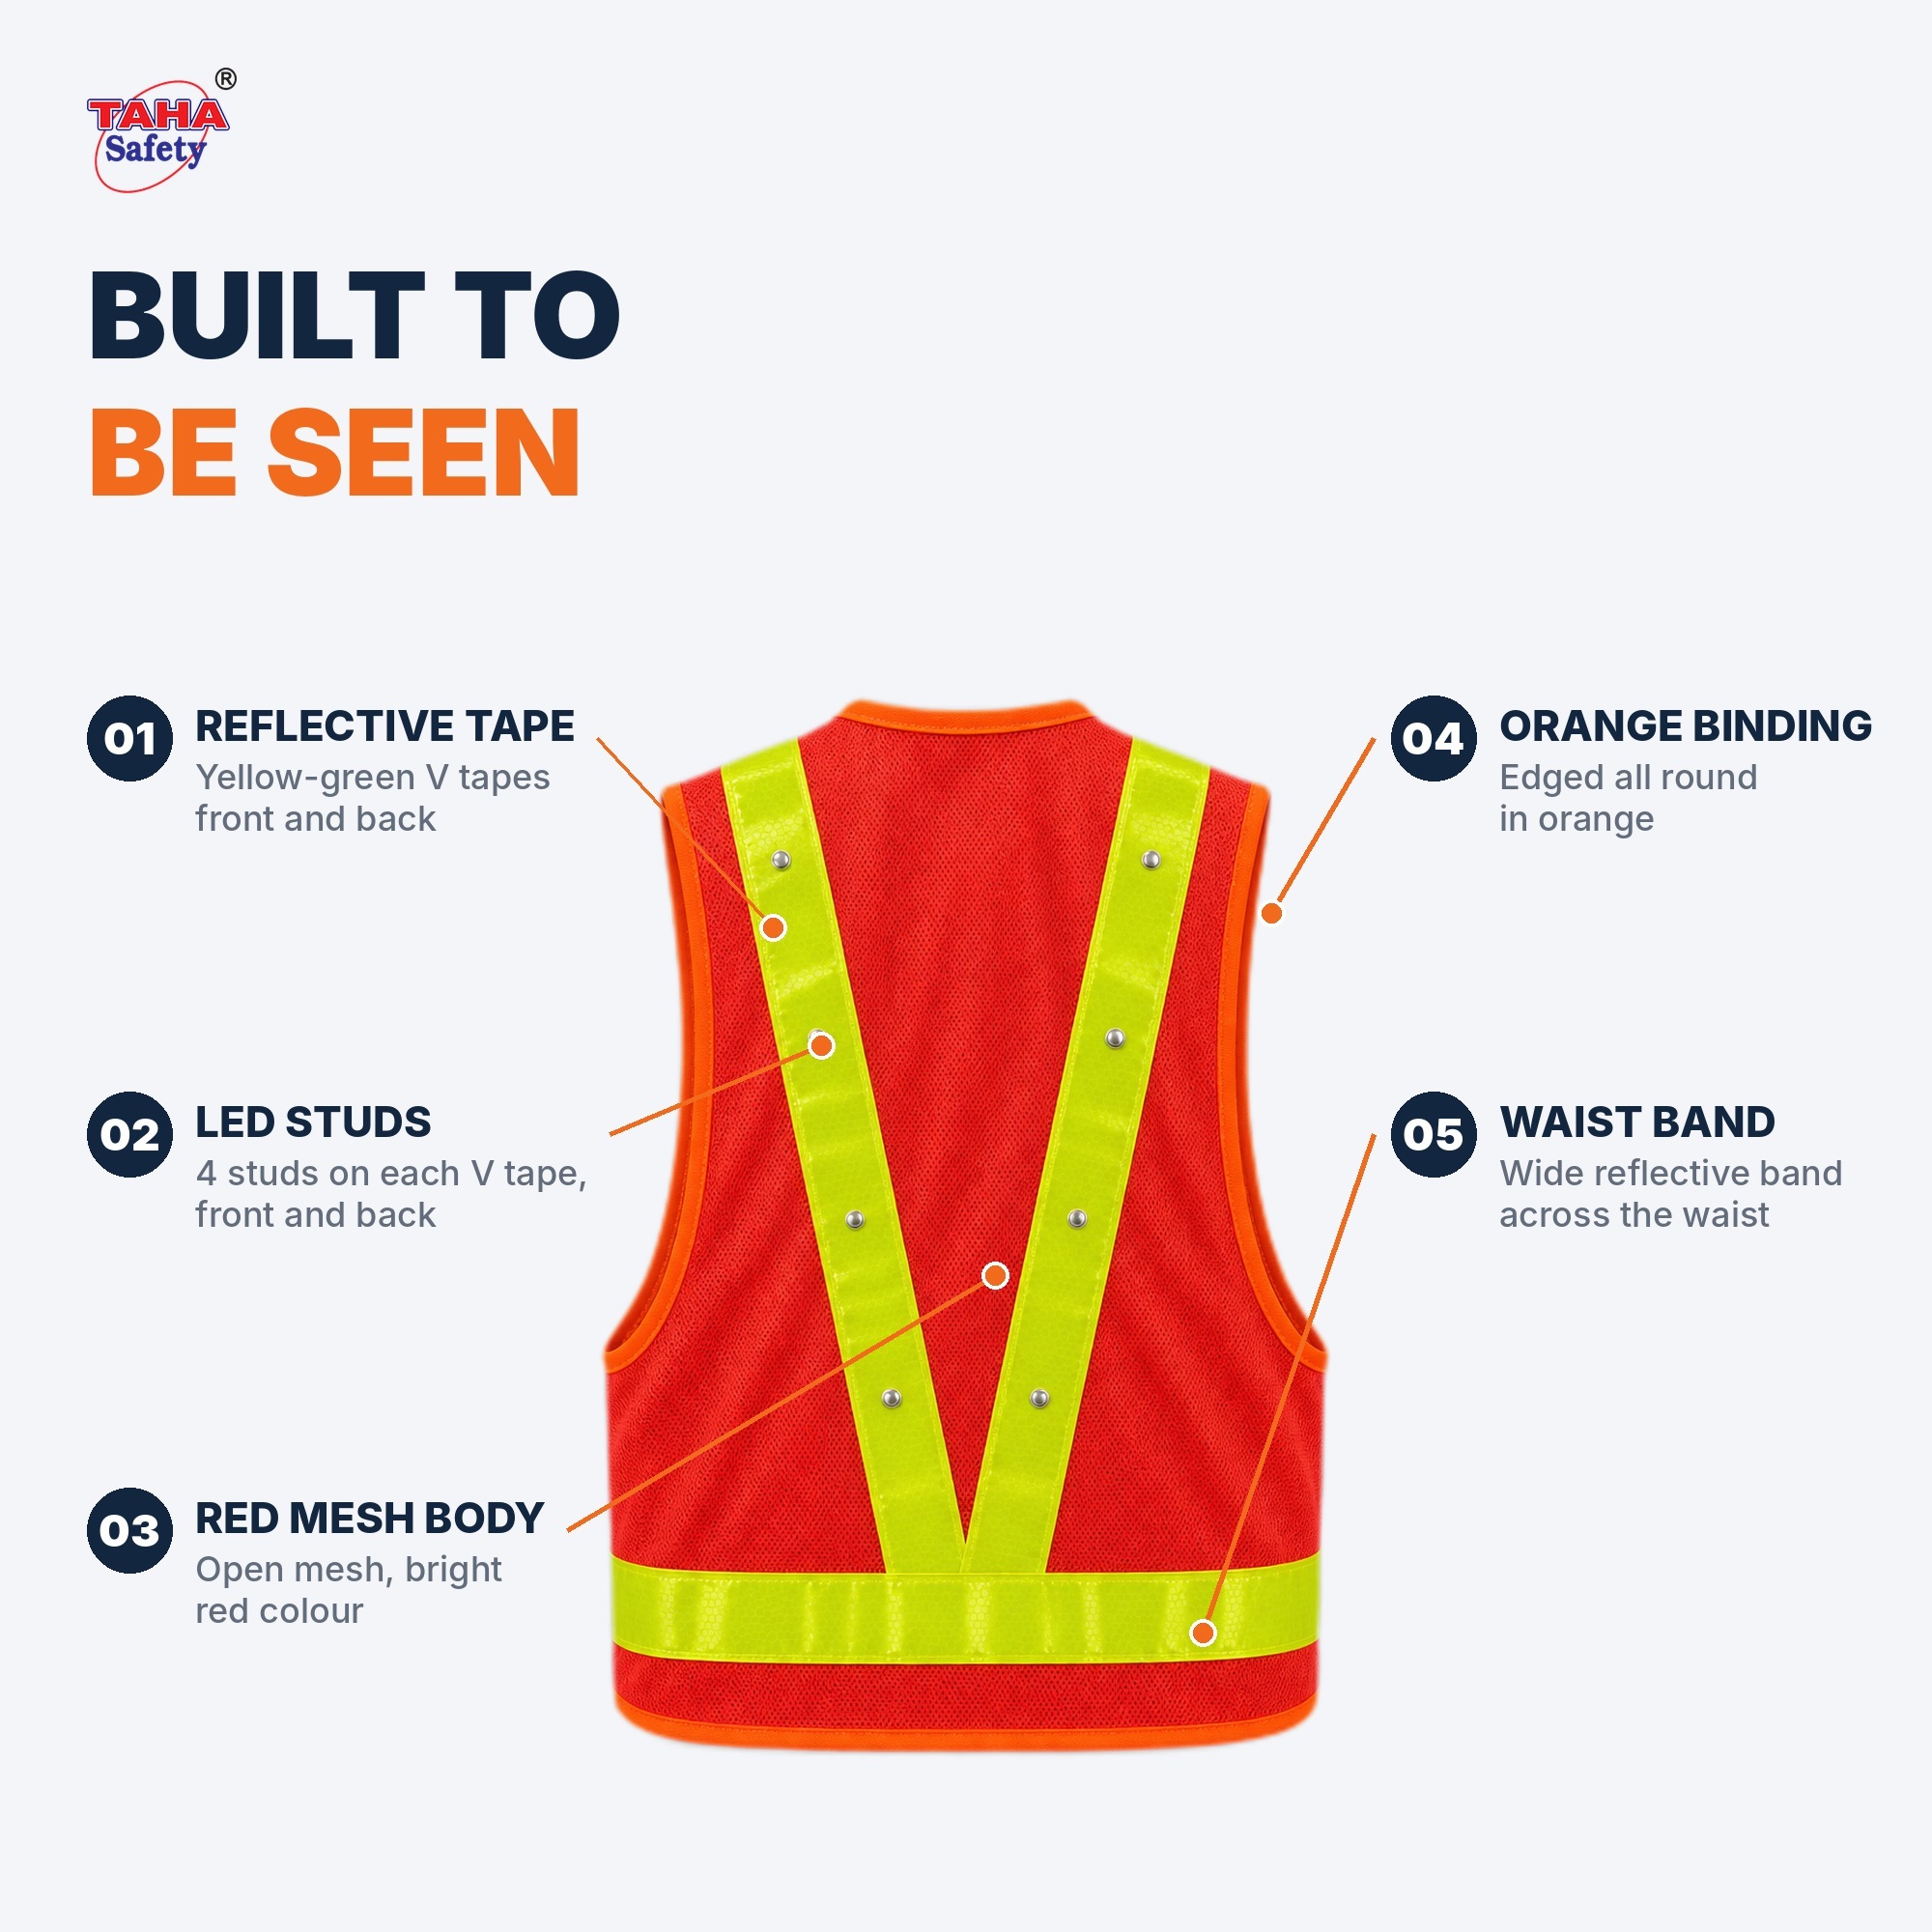 TAHA®
Safety
BUILT TO
BE SEEN
01 REFLECTIVE TAPE
Yellow-green V tapes
front and back
02 LED STUDS
4 studs on each V tape,
front and back
03 RED MESH BODY
Open mesh, bright
red colour
04 ORANGE BINDING
Edged all round
in orange
05 WAIST BAND
Wide reflective band
across the waist